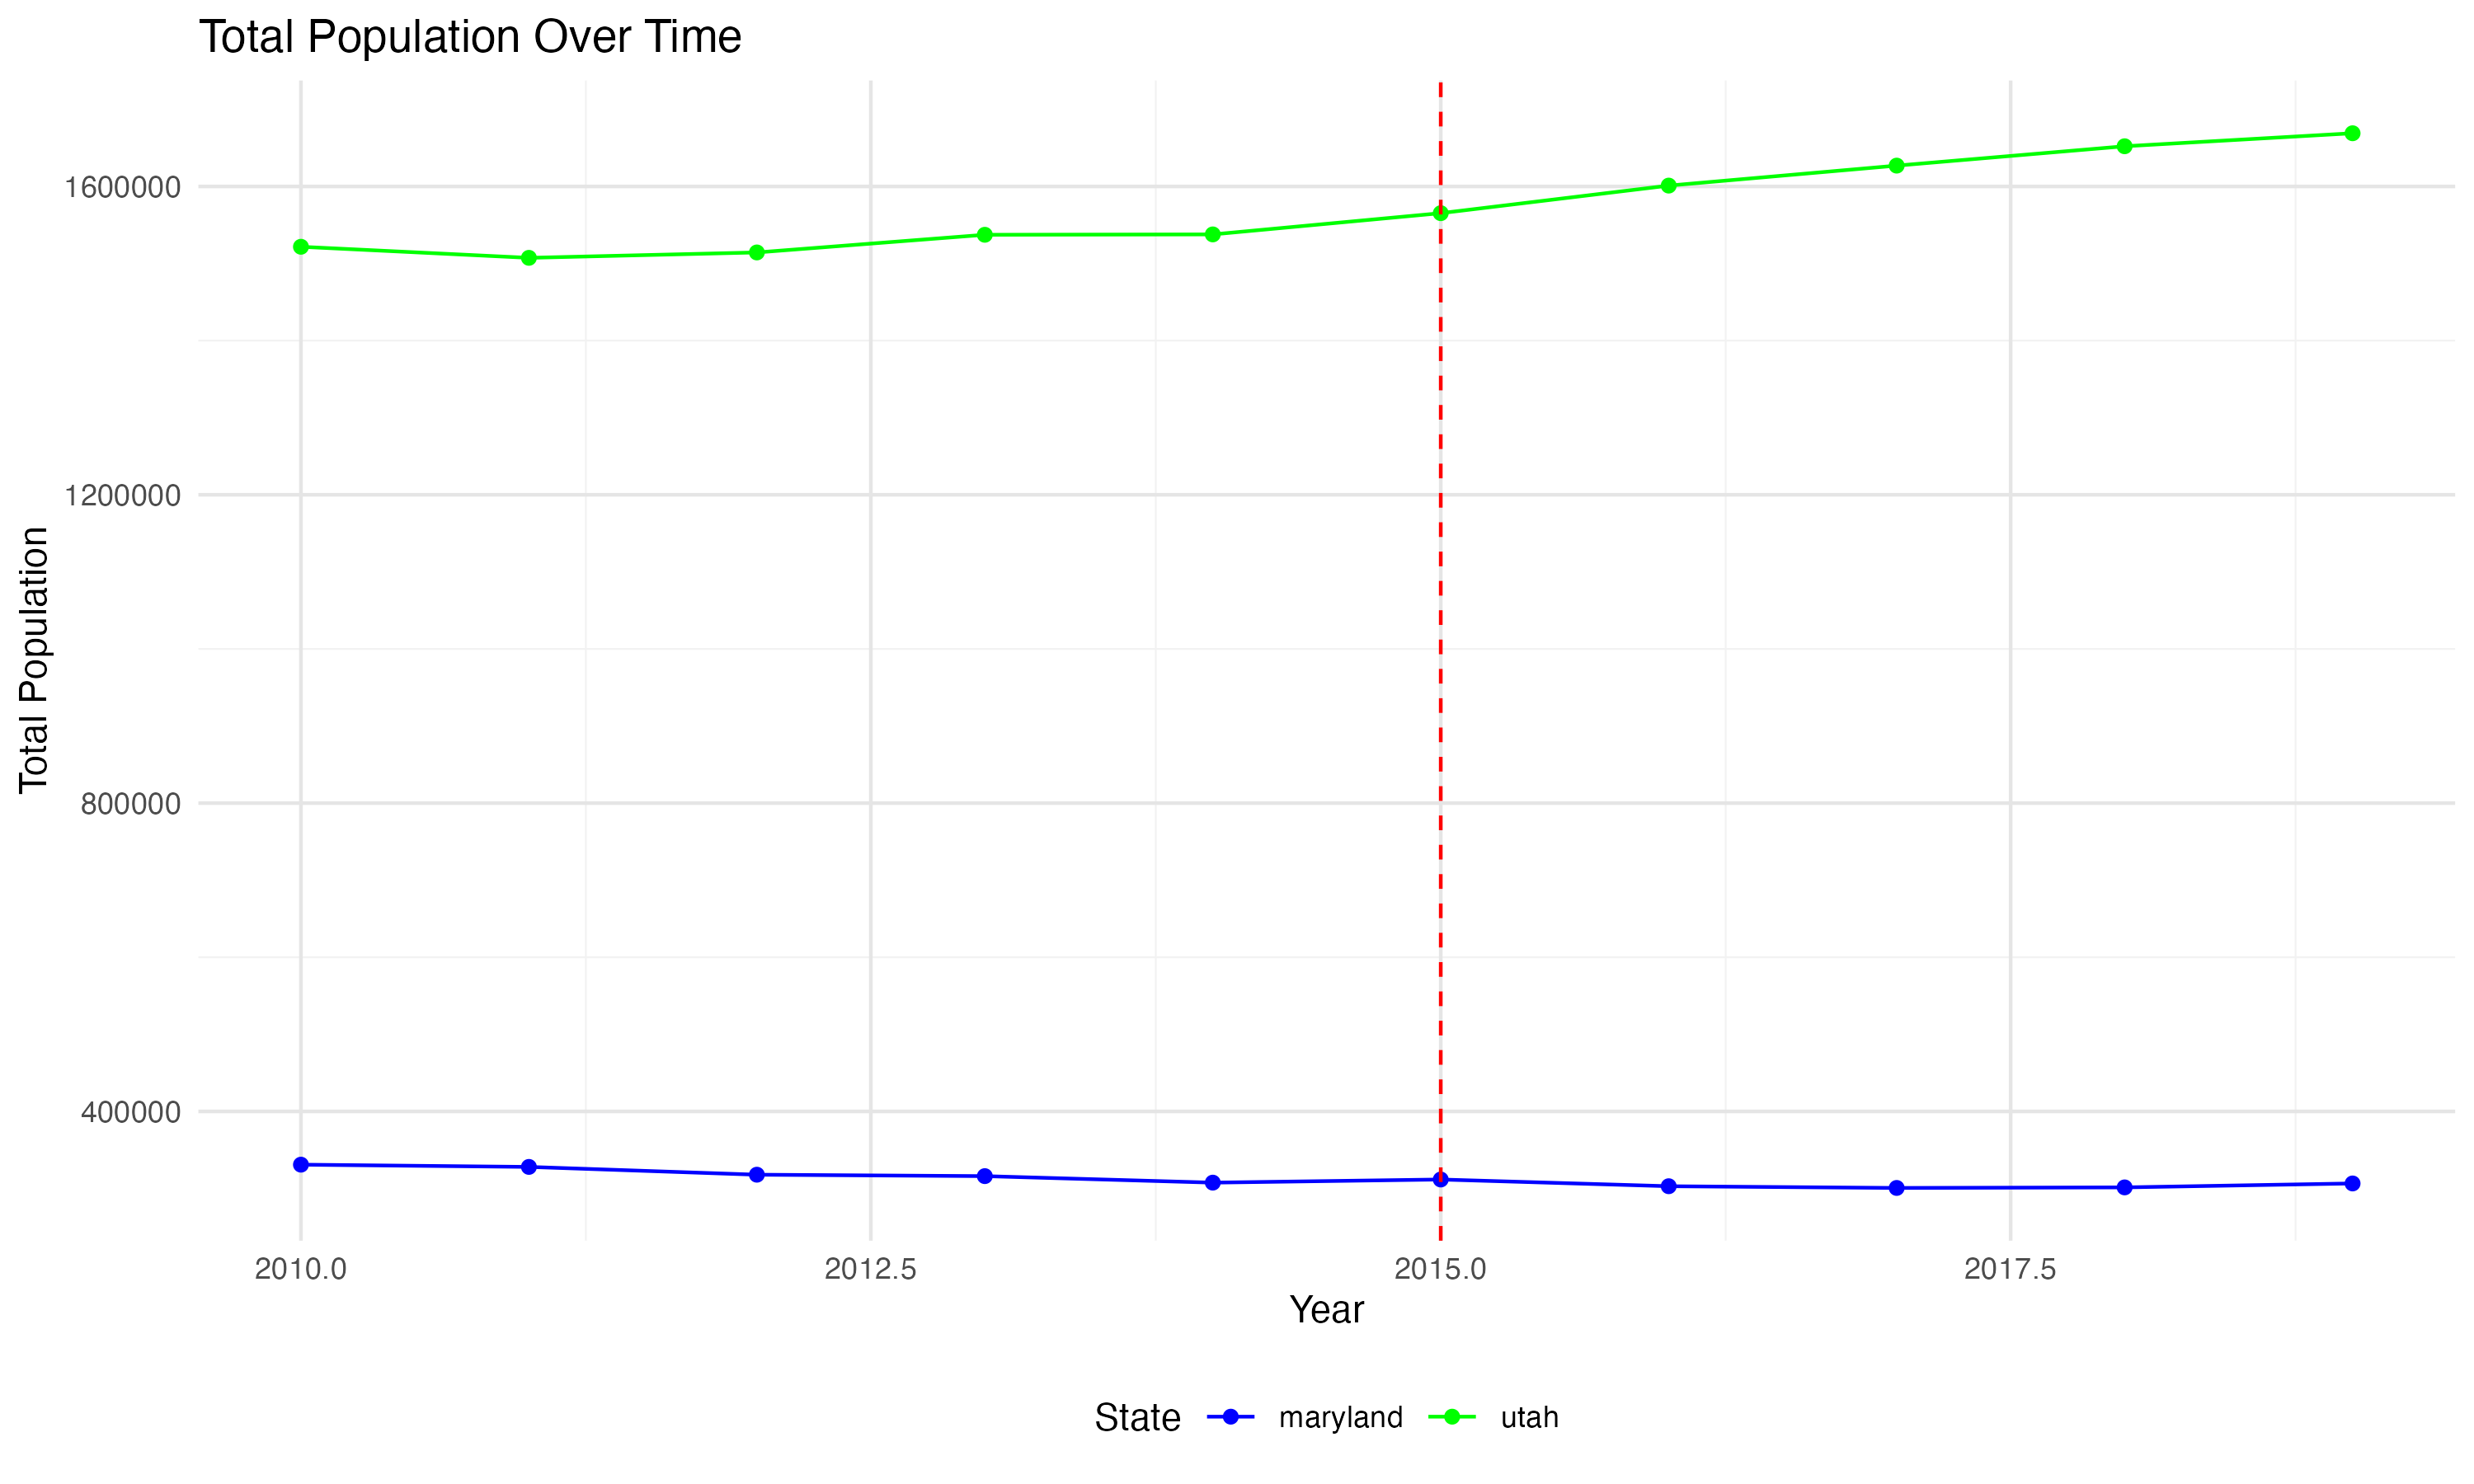 Total Population Over Time
Total Population
1600000
1200000
800000
400000
2010.0 2012.5 2015.0 2017.5
Year
State maryland utah